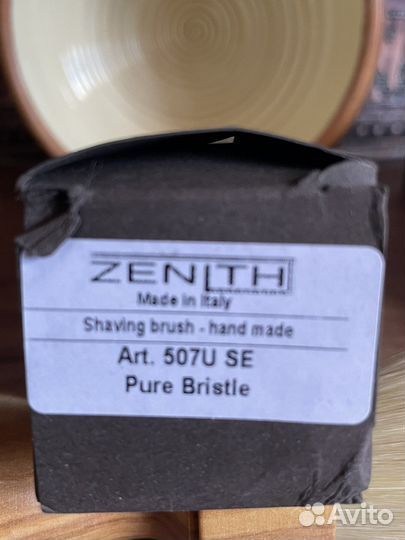 ZENITH
Made in Italy
Shaving brush - hand made
Art. 507U SE
Pure Bristle
Avito